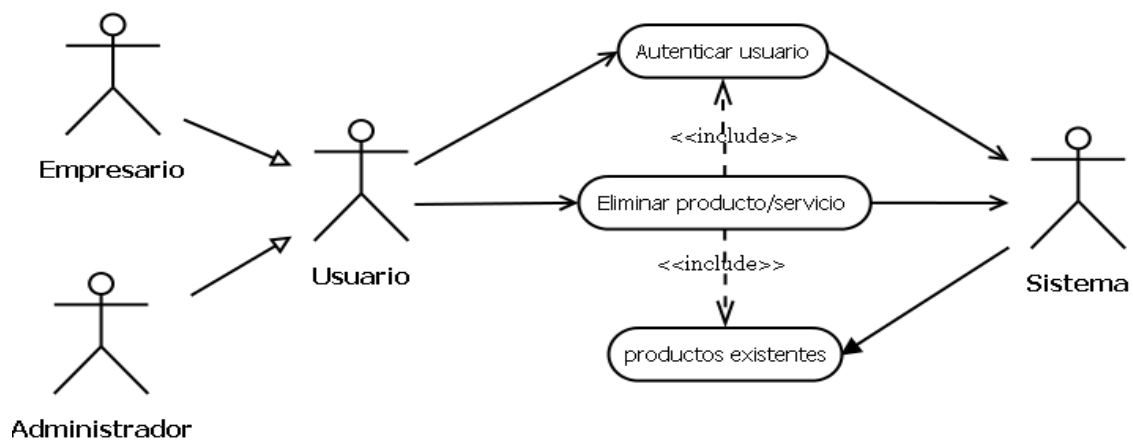 Autenticar usuario
<<include>>
Empresario
Eliminar producto/servicio
Usuario
<<include>>
Sistema
productos existentes
Administrador